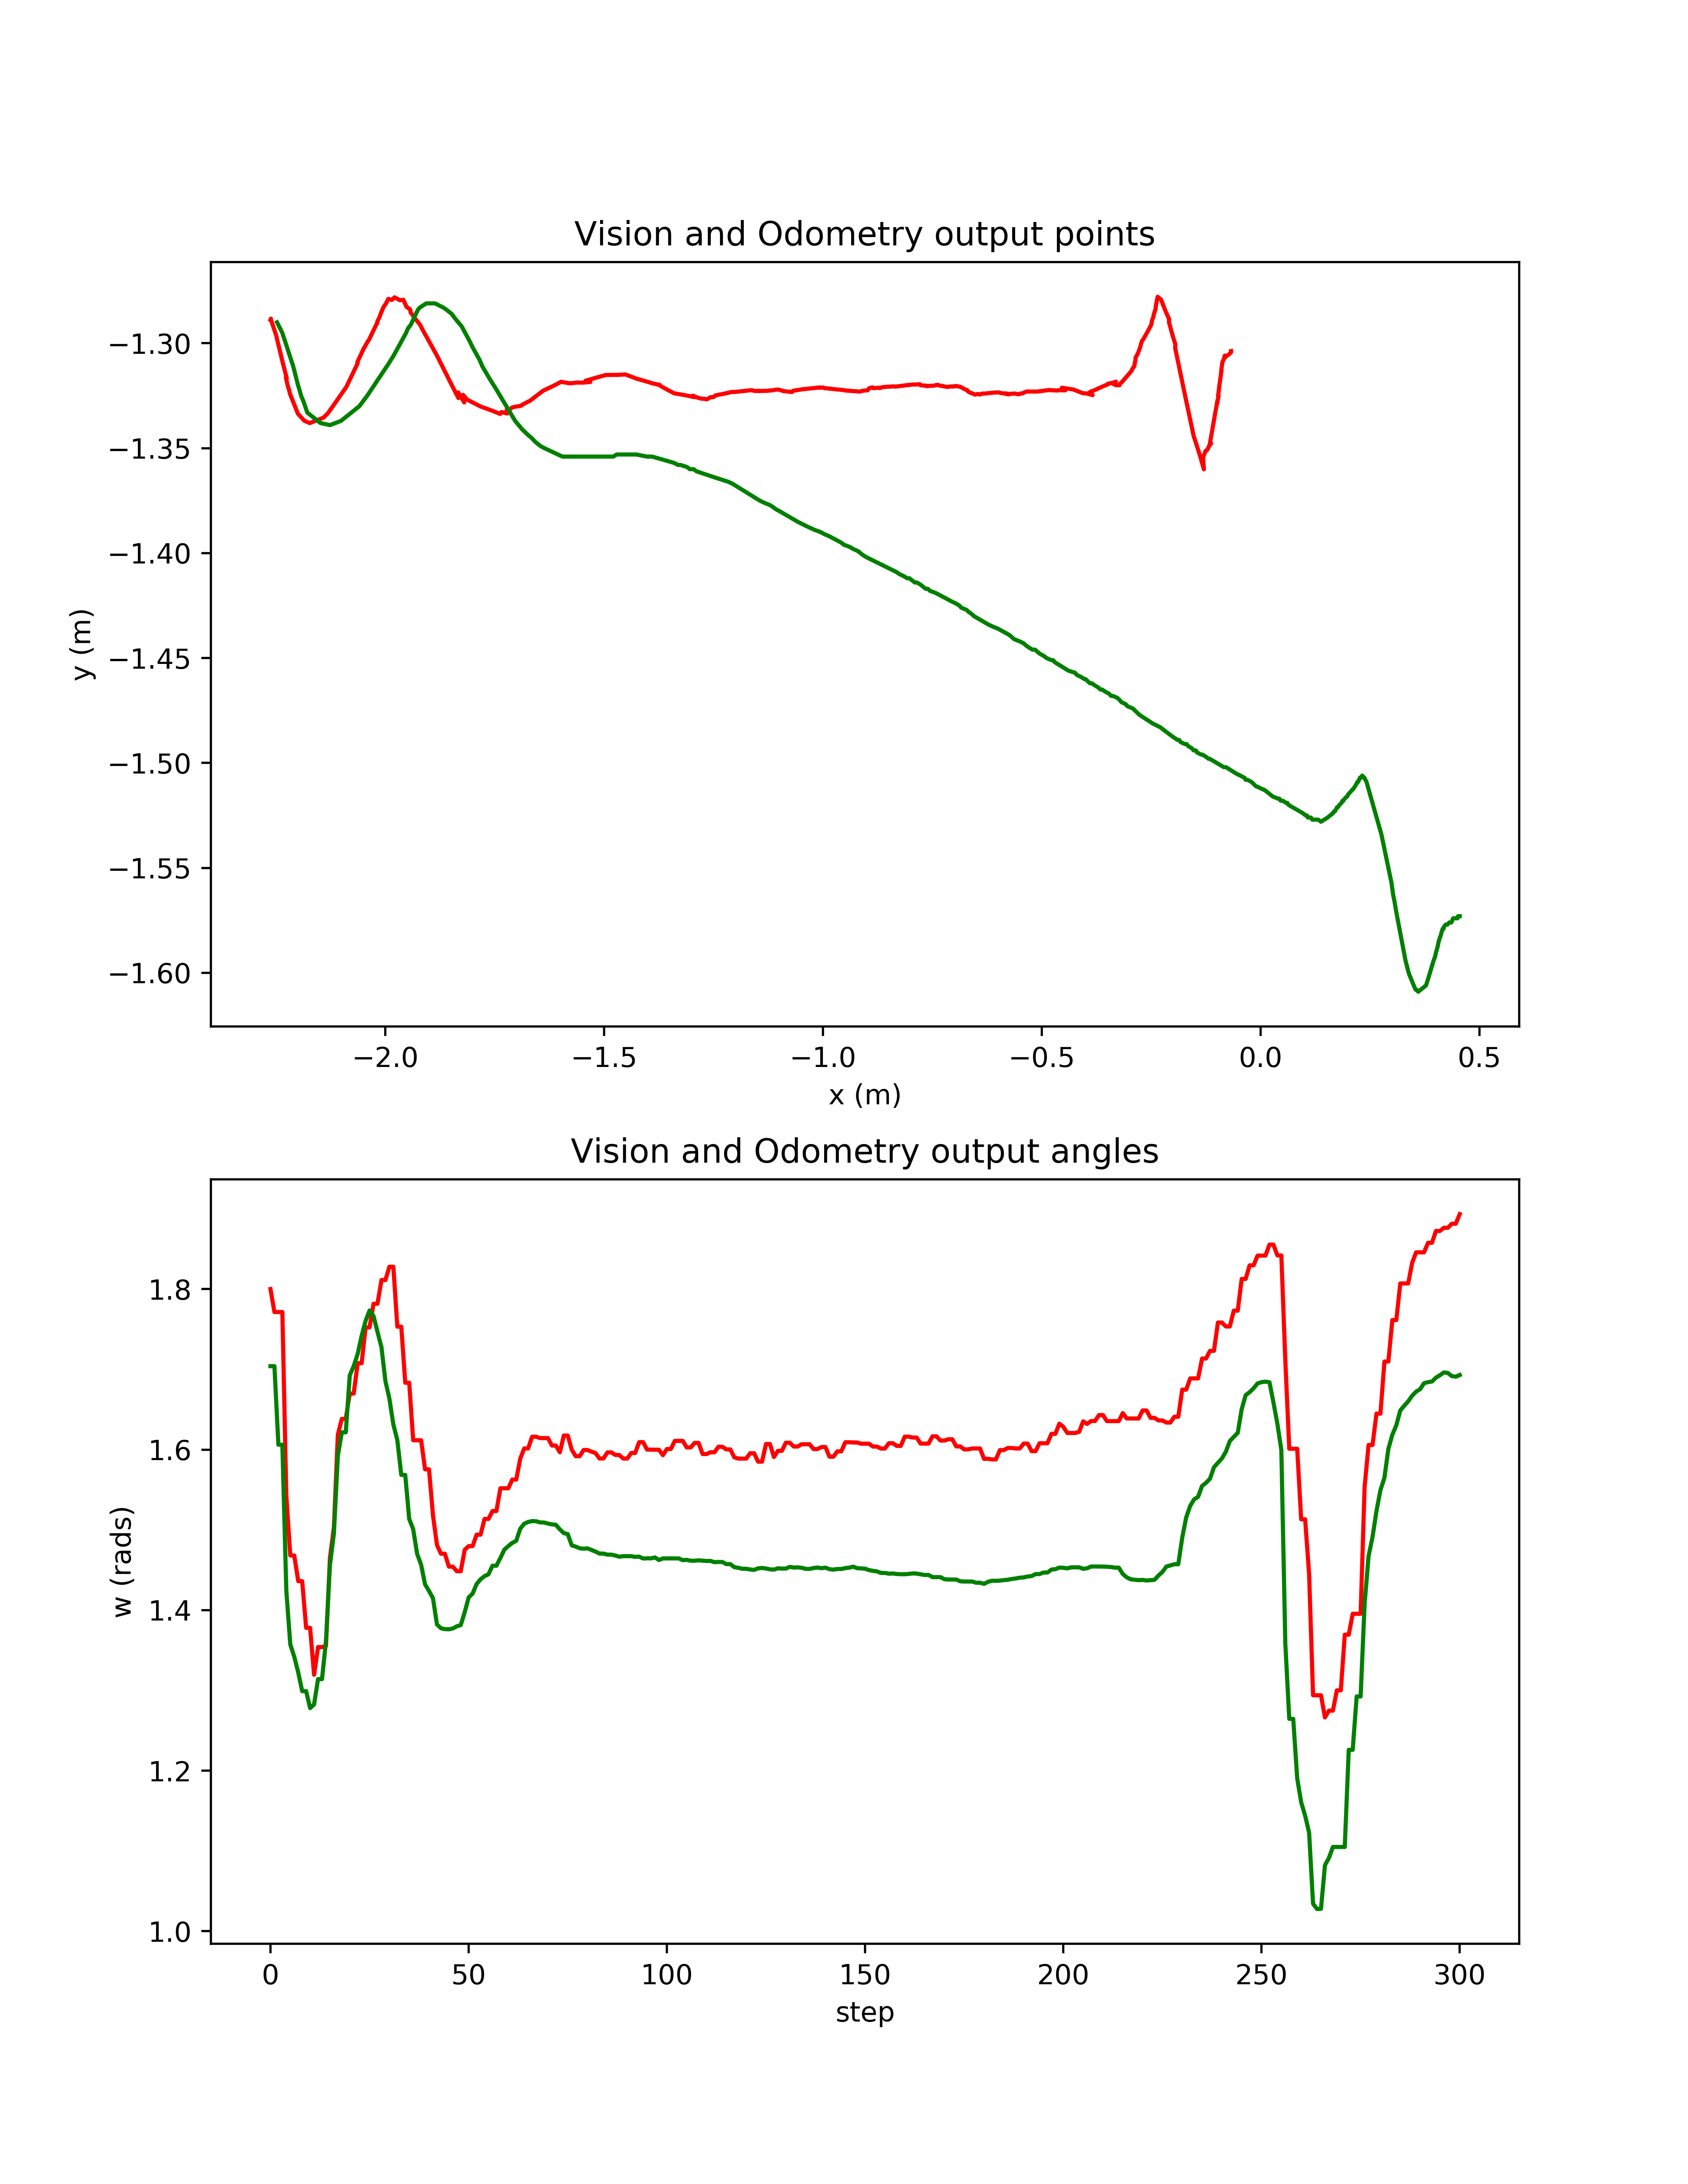 Vision and Odometry output points
−1.30
−1.35
−1.40
−1.45
−1.50
−1.55
−1.60
y (m)
−2.0 −1.5 −1.0 −0.5 0.0 0.5
x (m)
Vision and Odometry output angles
1.8
1.6
1.4
1.2
1.0
w (rads)
0 50 100 150 200 250 300
step